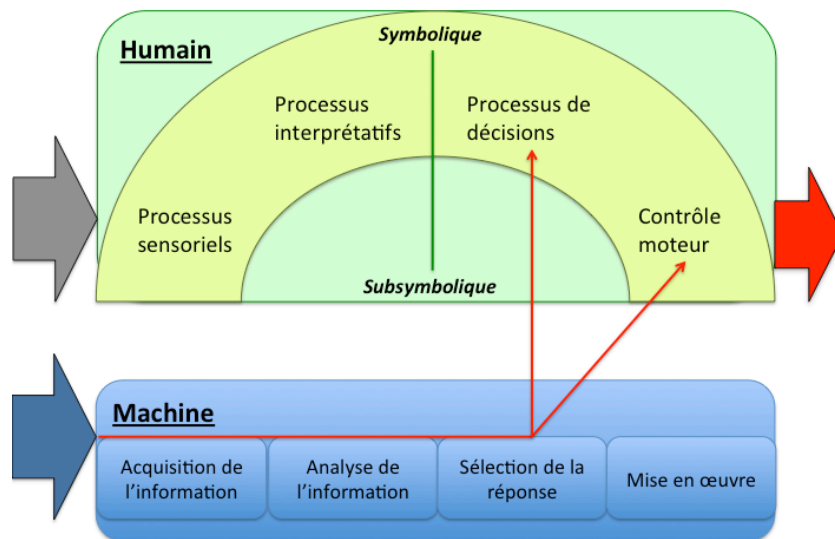 Humain
Symbolique
Processus
interprétatifs
Processus de
décisions
Processus
sensoriels
Contrôle
moteur
Subsymbolique
Machine
Acquisition de
l’information
Analyse de
l’information
Sélection de la
réponse
Mise en œuvre